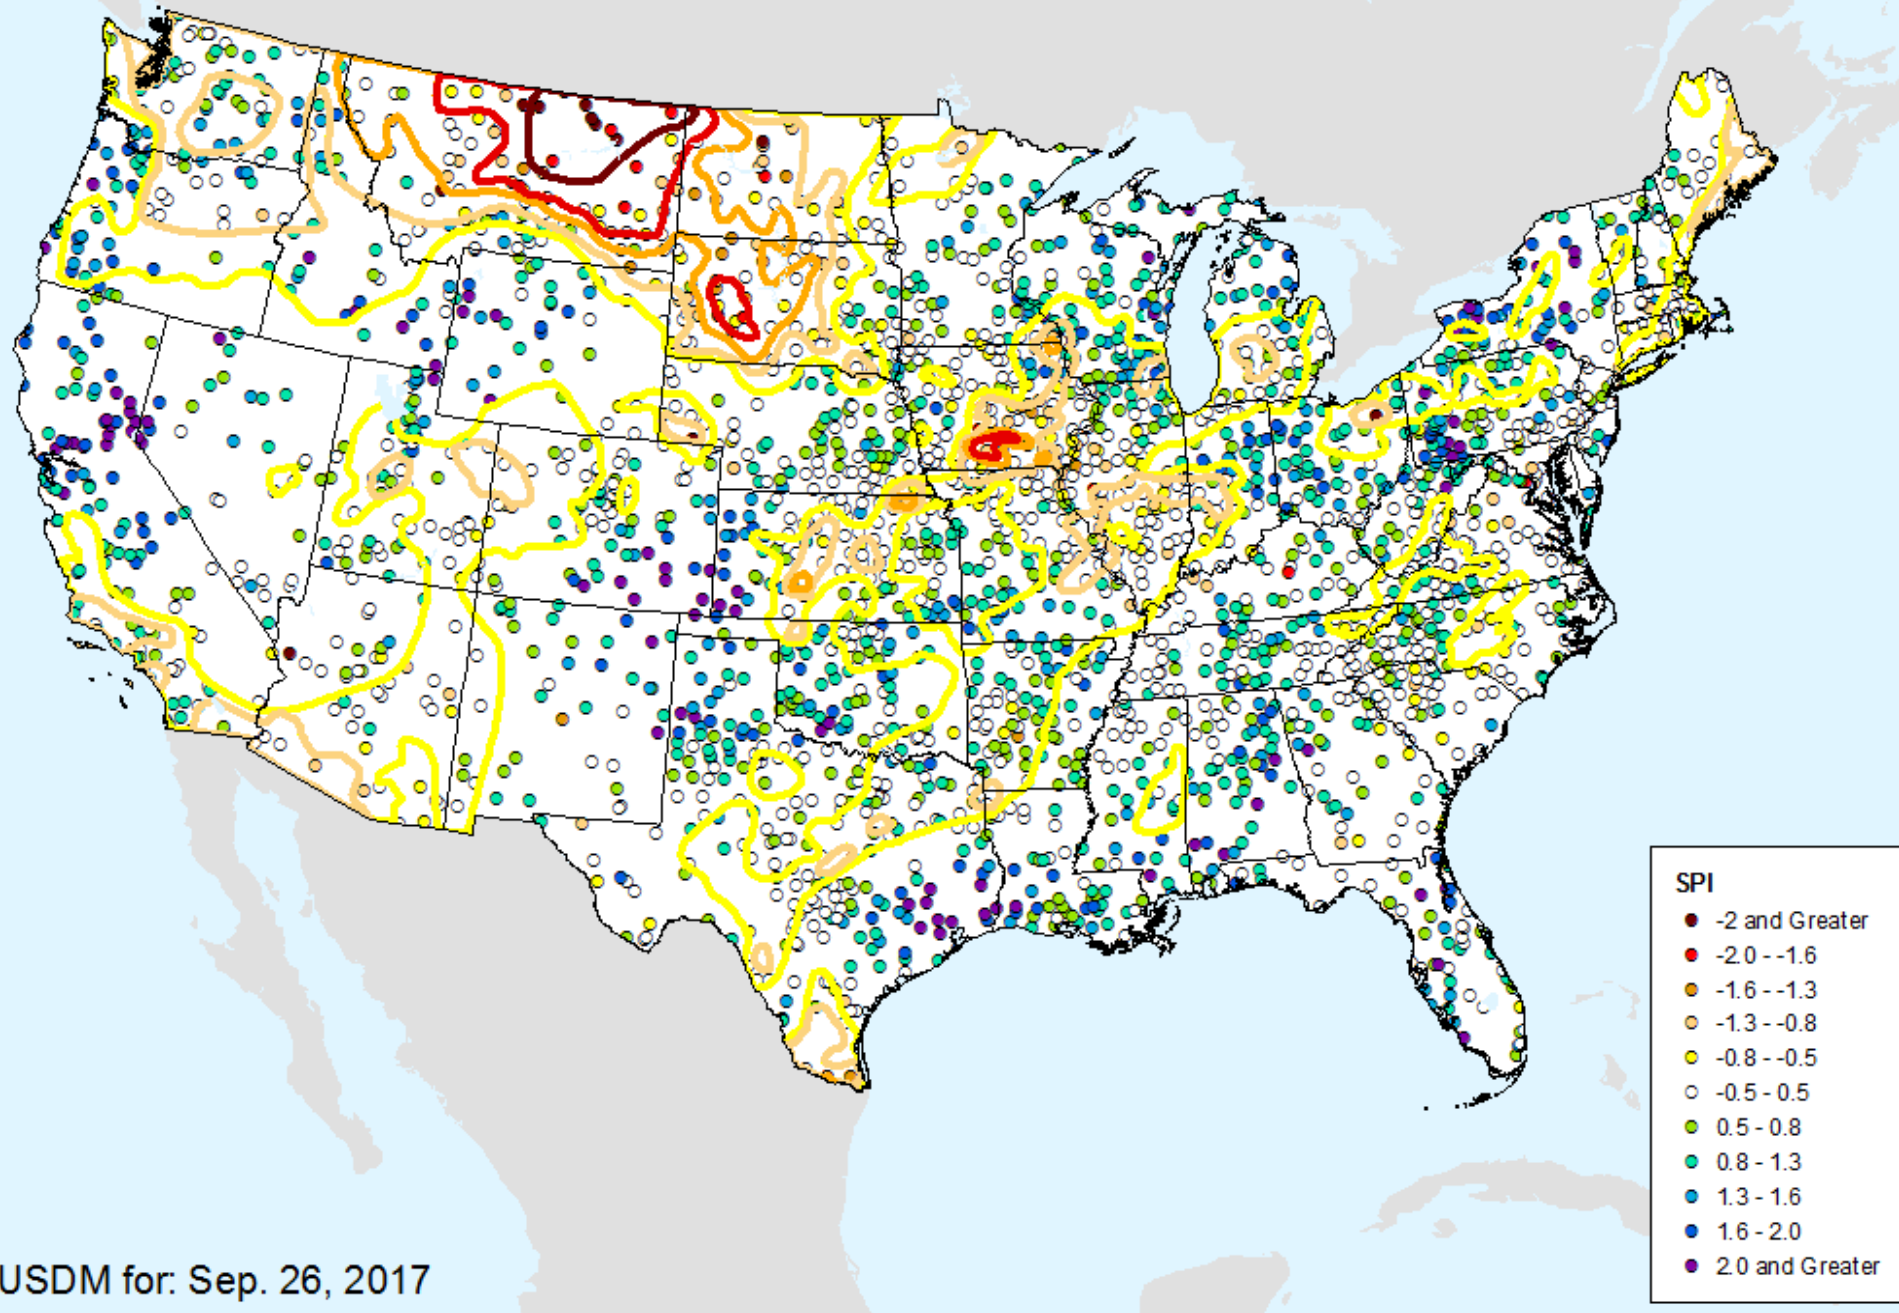 SPI
-2 and Greater
-2.0 - -1.6
-1.6 - -1.3
-1.3 - -0.8
-0.8 - -0.5
-0.5 - 0.5
0.5 - 0.8
0.8 - 1.3
1.3 - 1.6
1.6 - 2.0
2.0 and Greater
USDM for: Sep. 26, 2017